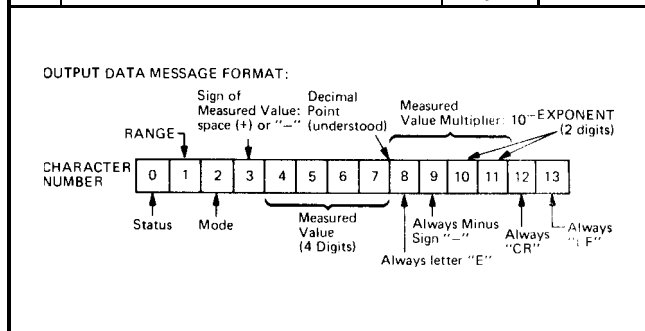 OUTPUT DATA MESSAGE FORMAT:
Sign of
Measured Value:
space (+) or "—"
Decimal
Point
(understood)
Measured
Value Multiplier: 10—EXPONENT
(2 digits)
RANGE
CHARACTER
NUMBER
0 1 2 3 4 5 6 7 8 9 10 11 12 13
Status
Mode
Measured
Value
(4 Digits)
Always letter "E"
Always Minus
Sign "—"
Always
"CR"
Always
F"